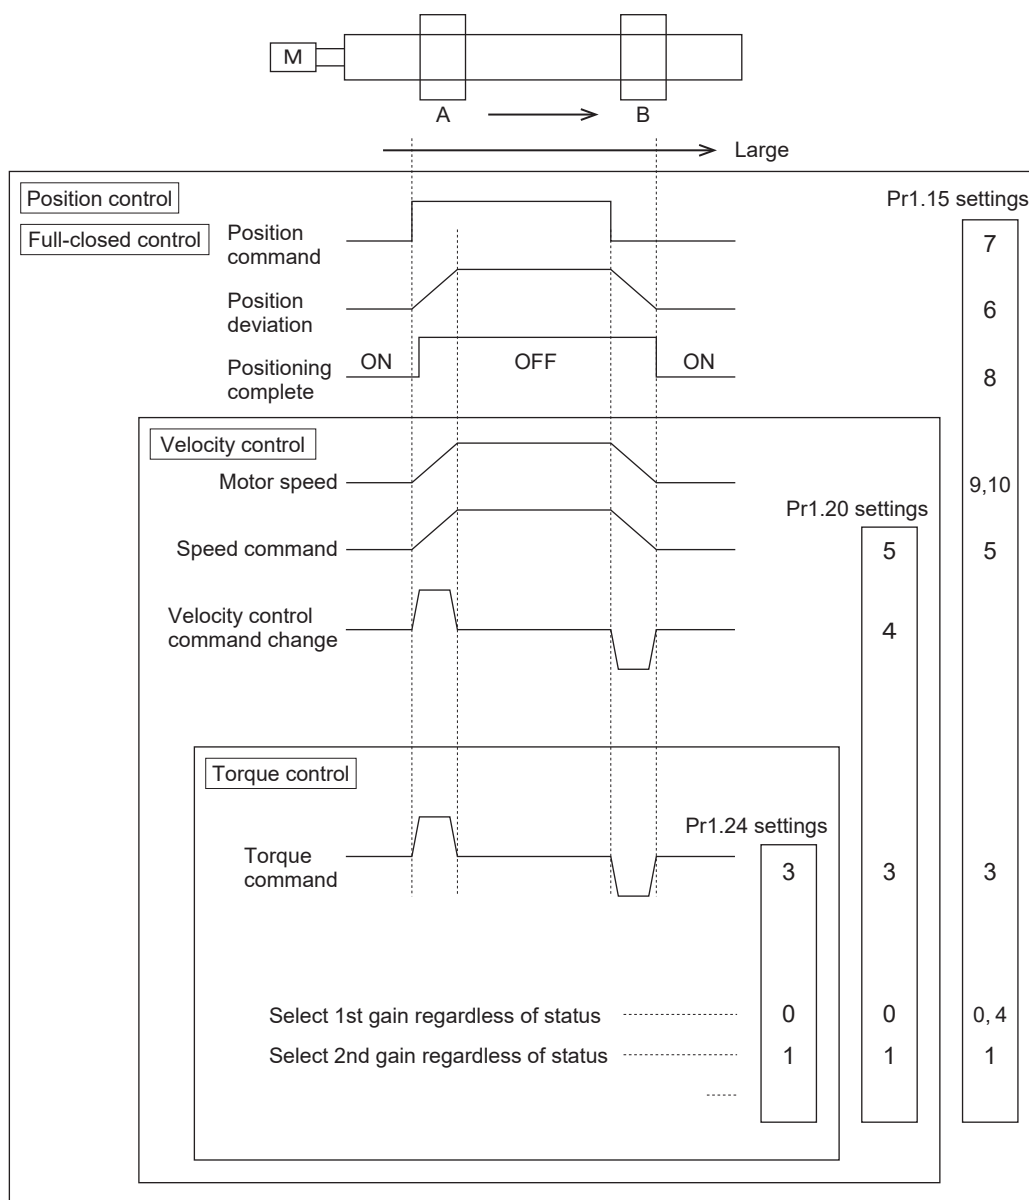 M
A
B
Large
Position control
Pr1.15 settings
Full-closed control
Position
command
7
Position
deviation
6
ON
OFF
ON
Positioning
complete
8
Velocity control
Motor speed
9,10
Pr1.20 settings
Speed command
5
5
Velocity control
command change
4
Torque control
Pr1.24 settings
Torque
command
3
3
3
Select 1st gain regardless of status
0
0
0, 4
Select 2nd gain regardless of status
1
1
1